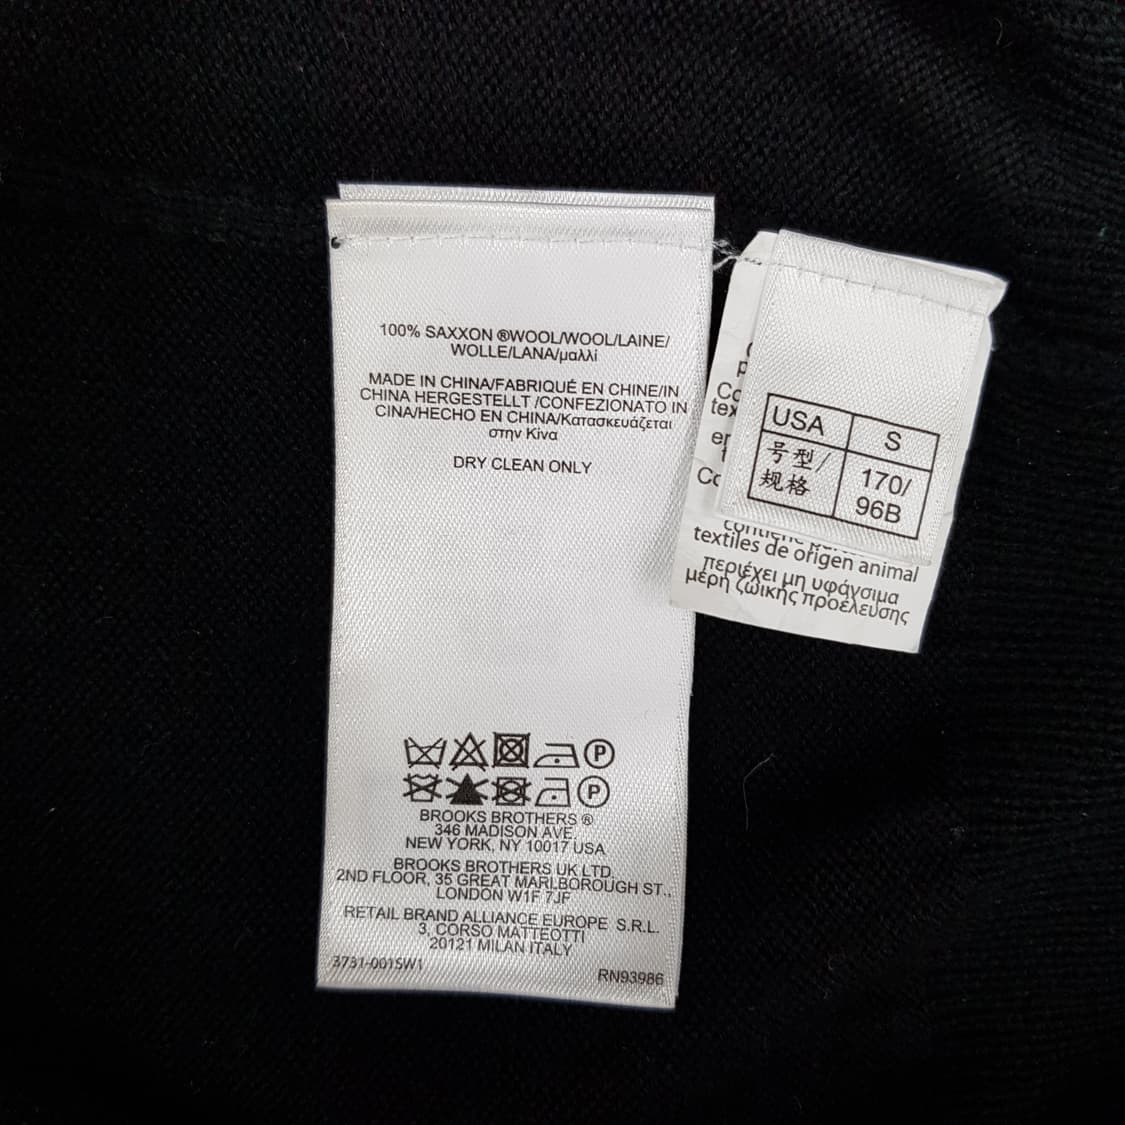 100% SAXXON ®WOOL/WOOL/LAINE/
WOLLE/LANA/μαλλί
MADE IN CHINA/FABRIQUÉ EN CHINE/IN
CHINA HERGESTELLT /CONFEZIONATO IN
CINA/HECHO EN CHINA/Κατασκευάζεται
στην Κίνα
DRY CLEAN ONLY
P
P
BROOKS BROTHERS ®
346 MADISON AVE.
NEW YORK, NY 10017 USA
BROOKS BROTHERS UK LTD.
2ND FLOOR, 35 GREAT MARLBOROUGH ST.,
LONDON W1F 7JF
RETAIL BRAND ALLIANCE EUROPE S.R.L.
3, CORSO MATTEOTTI
20121 MILAN ITALY
3731-001SW1 RN93986
USA S
号型/ 170/
规格 96B
textiles de origen animal
περιέχει μη υφάνσιμα
μέρη ζωικής προέλευσης